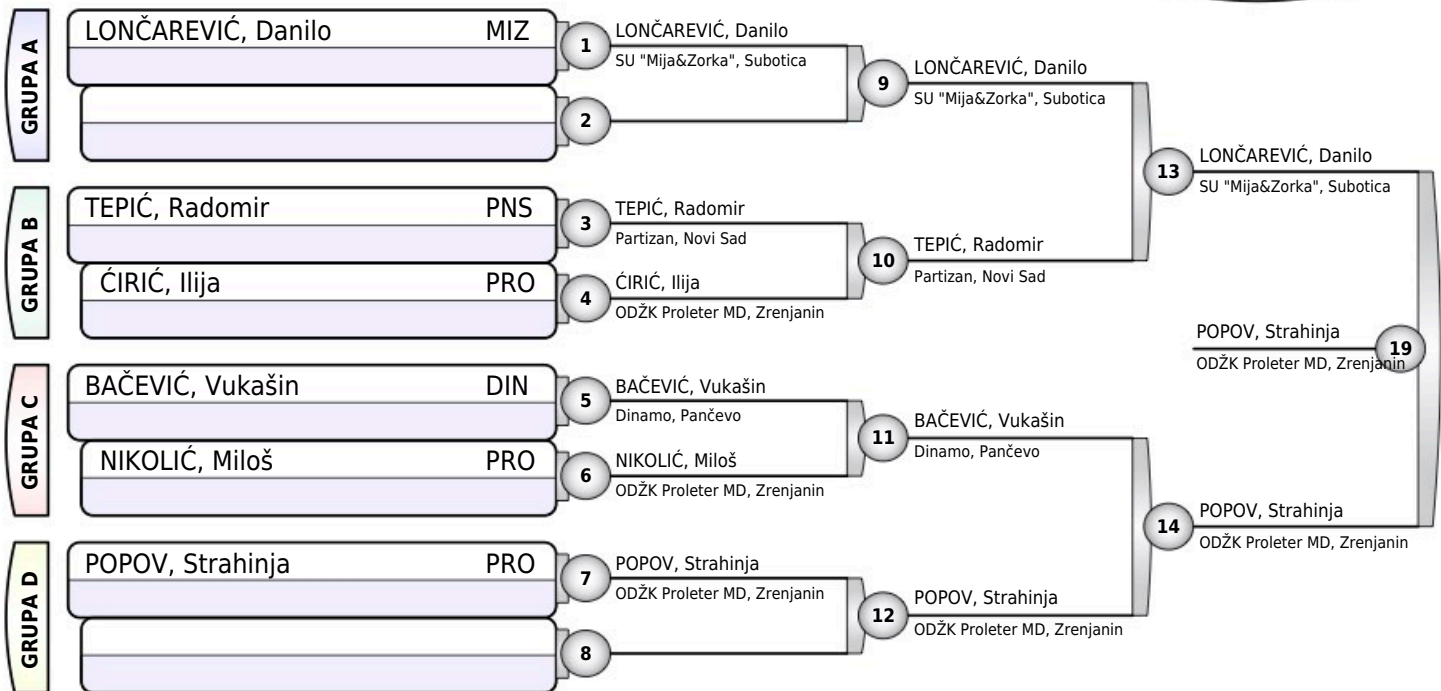 GRUPA A
LONČAREVIĆ, Danilo MIZ
1
LONČAREVIĆ, Danilo
SU "Mija&Zorka", Subotica
2
9
LONČAREVIĆ, Danilo
SU "Mija&Zorka", Subotica
GRUPA B
TEPIĆ, Radomir PNS
3
TEPIĆ, Radomir
Partizan, Novi Sad
ĆIRIĆ, Ilija PRO
4
ĆIRIĆ, Ilija
ODŽK Proleter MD, Zrenjanin
10
TEPIĆ, Radomir
Partizan, Novi Sad
13
LONČAREVIĆ, Danilo
SU "Mija&Zorka", Subotica
GRUPA C
BAČEVIĆ, Vukašin DIN
5
BAČEVIĆ, Vukašin
Dinamo, Pančevo
NIKOLIĆ, Miloš PRO
6
NIKOLIĆ, Miloš
ODŽK Proleter MD, Zrenjanin
11
BAČEVIĆ, Vukašin
Dinamo, Pančevo
GRUPA D
POPOV, Strahinja PRO
7
POPOV, Strahinja
ODŽK Proleter MD, Zrenjanin
8
12
POPOV, Strahinja
ODŽK Proleter MD, Zrenjanin
14
POPOV, Strahinja
ODŽK Proleter MD, Zrenjanin
POPOV, Strahinja
ODŽK Proleter MD, Zrenjanin
19